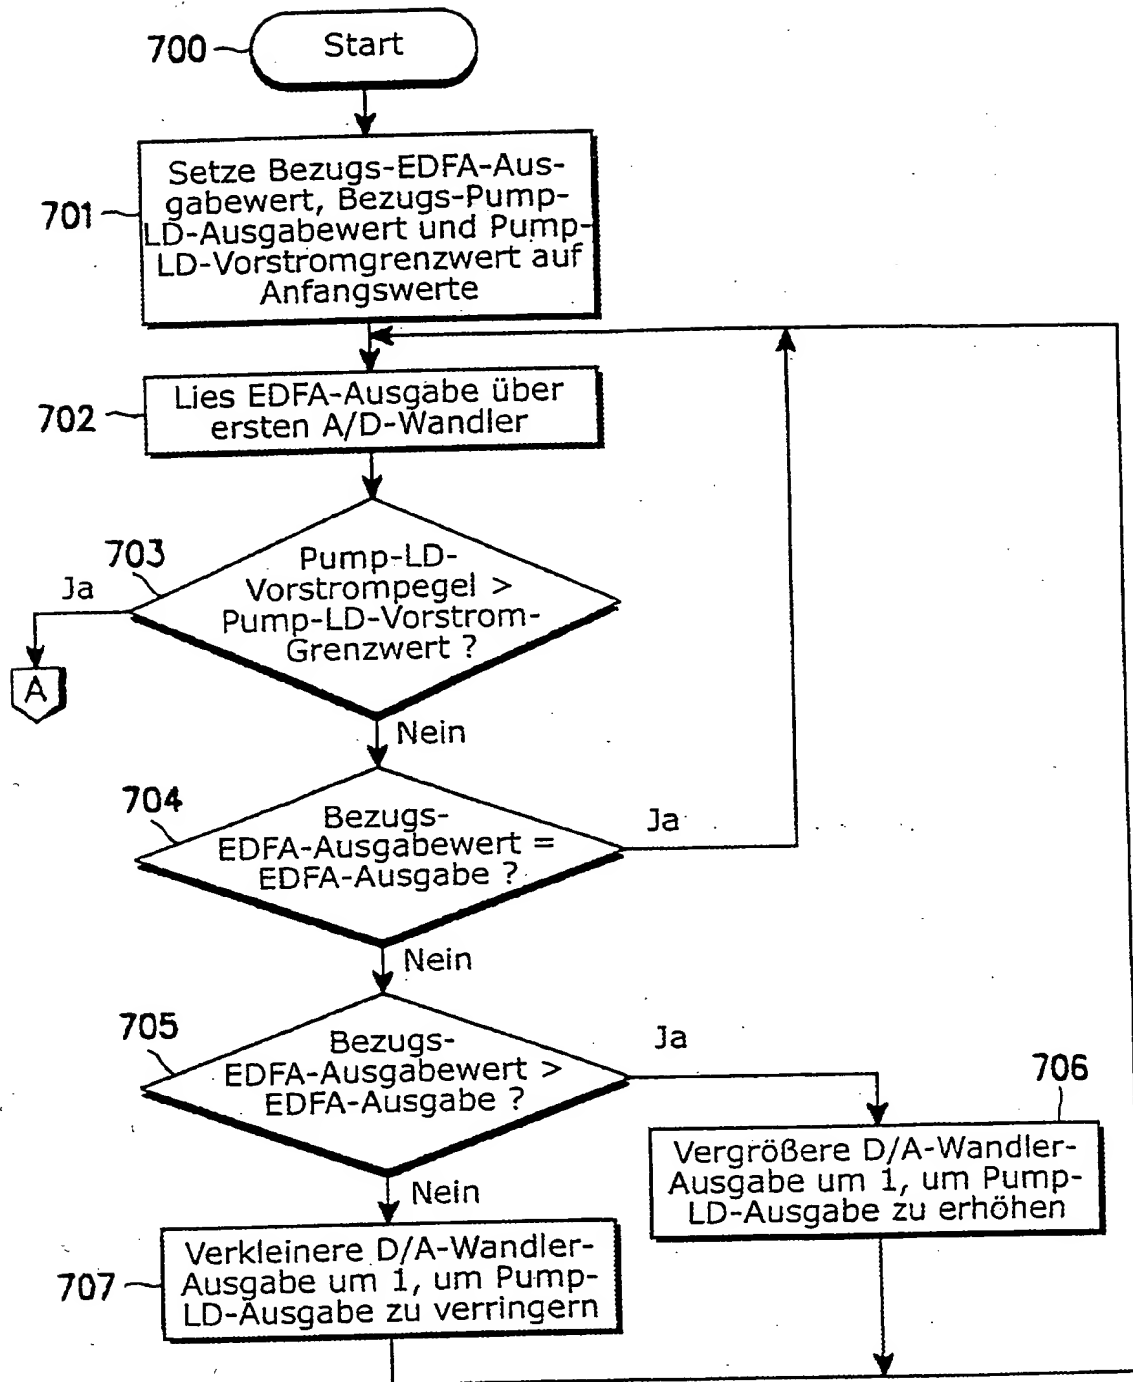 700
Start
701
Setze Bezugs-EDFA-Aus-
gabewert, Bezugs-Pump-
LD-Ausgabewert und Pump-
LD-Vorstromgrenzwert auf
Anfangswerte
702
Lies EDFA-Ausgabe über
ersten A/D-Wandler
703
Pump-LD-
Vorstrompegel >
Pump-LD-Vorstrom-
Grenzwert ?
Ja
A
Nein
704
Bezugs-
EDFA-Ausgabewert =
EDFA-Ausgabe ?
Ja
Nein
705
Bezugs-
EDFA-Ausgabewert >
EDFA-Ausgabe ?
Ja
706
Vergrößere D/A-Wandler-
Ausgabe um 1, um Pump-
LD-Ausgabe zu erhöhen
Nein
707
Verkleinere D/A-Wandler-
Ausgabe um 1, um Pump-
LD-Ausgabe zu verringern